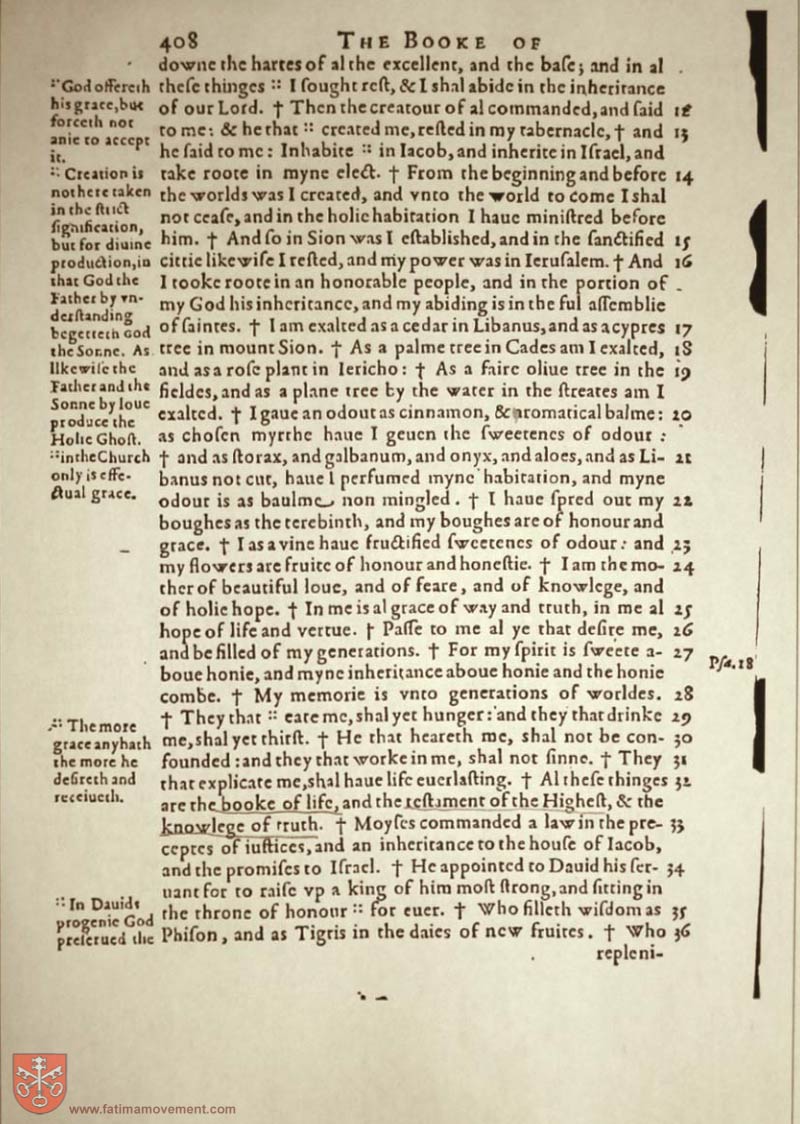 408 THE BOOKE OF
downe the hartes of al the excellent, and the base; and in al
these thinges :: I sought rest, & I shal abide in the inheritance
of our Lord. † Then the creatour of al commanded, and said 12
to me: & he that :: created me, rested in my tabernacle, † and 13
he said to me: Inhabite :: in Iacob, and inherite in Israel, and
take roote in myne elect. † From the beginning and before 14
the worlds was I created, and vnto the world to come I shal
not cease, and in the holie habitation I haue ministred before
him. † And so in Sion was I established, and in the sanctified 15
cittie likewise I rested, and my power was in Ierusalem. † And 16
I tooke roote in an honorable people, and in the portion of
my God his inheritance, and my abiding is in the ful assemblie
of saintes. † I am exalted as a cedar in Libanus, and as a cypres 17
tree in mount Sion. † As a palme tree in Cades am I exalted, 18
and as a rose plant in Iericho: † As a faire oliue tree in the 19
fieldes, and as a plane tree by the water in the streates am I
exalted. † I gaue an odour as cinnamon, & aromatical balme: 20
as chosen myrrhe haue I geuen the sweetenes of odour:
† and as storax, and galbanum, and onyx, and aloes, and as Li- 21
banus not cut, haue I perfumed myne habitation, and myne
odour is as baulme non mingled. † I haue spred out my 22
boughes as the terebinth, and my boughes are of honour and
grace. † I as a vine haue fructified sweetenes of odour: and 23
my flowers are fruite of honour and honestie. † I am the mo- 24
ther of beautiful loue, and of feare, and of knowlege, and
of holie hope. † In me is al grace of way and truth, in me al 25
hope of life and vertue. † Passe to me al ye that desire me, 26
and be filled of my generations. † For my spirit is sweete a- 27
boue honie, and myne inheritance aboue honie and the honie
combe. † My memorie is vnto generations of worldes. 28
† They that :: eate me, shal yet hunger: and they that drinke 29
me, shal yet thirst. † He that heareth me, shal not be con- 30
founded: and they that worke in me, shal not sinne. † They 31
that explicate me, shal haue life euerlasting. † Al these thinges 32
are the booke of life, and the testament of the Highest, & the
knowlege of truth. † Moyses commanded a law in the pre- 33
ceptes of iustices, and an inheritance to the house of Iacob,
and the promises to Israel. † He appointed to Dauid his ser- 34
uant for to raise vp a king of him most strong, and sitting in
the throne of honour :: for euer. † Who filleth wisdom as 35
Phison, and as Tigris in the daies of new fruites. † Who 36
repleni-
:: God offereth
his grace, but
forceth not
anie to accept
it.
:: Creation is
not here taken
in the strict
signification,
but for diuine
production, in
that God the
Father by vn-
derstanding
begetteth God
the Sonne. As
likewise the
Father and the
Sonne by loue
produce the
Holie Ghost.
:: in the Church
only is effe-
ctual grace.
:: The more
grace any hath
the more he
desireth and
receiueth.
:: In Dauids
progenie God
preserued the
Psa. 18
www.fatimamovement.com